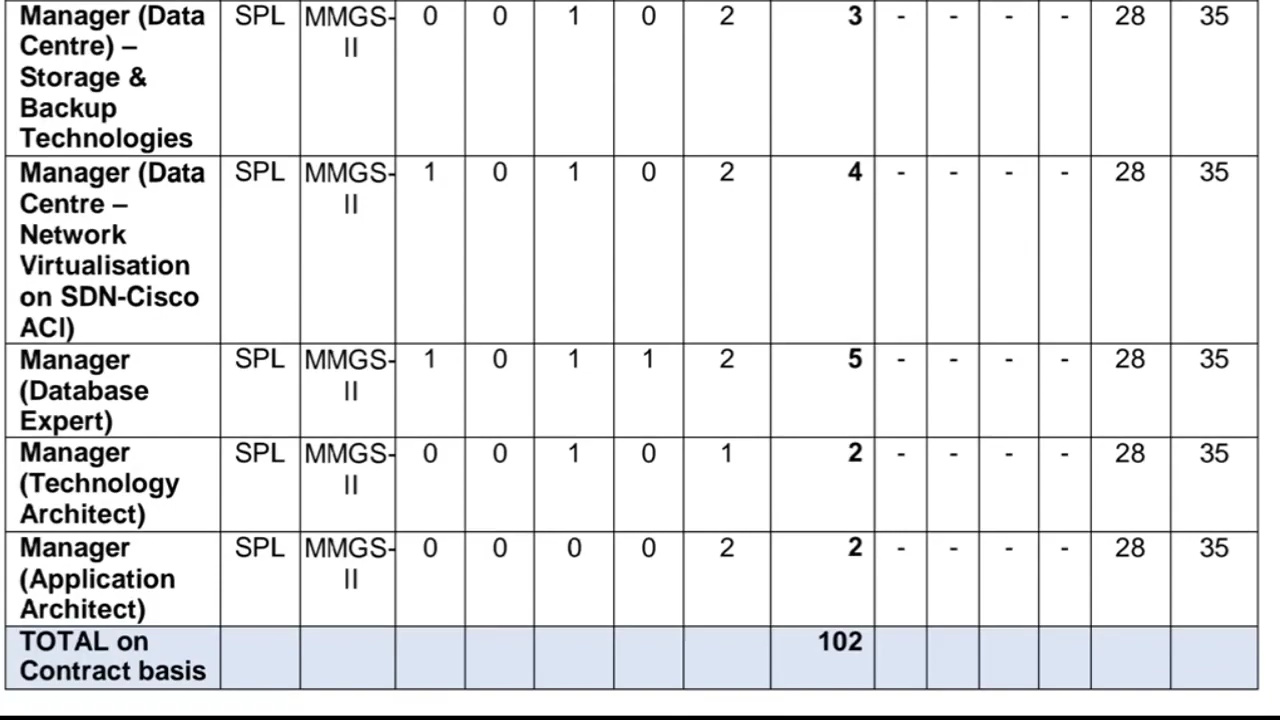 Manager (Data SPL MMGS- 0 0 1 0 2 3 - - - - 28 35
Centre) – II
Storage &
Backup
Technologies
Manager (Data SPL MMGS- 1 0 1 0 2 4 - - - - 28 35
Centre – II
Network
Virtualisation
on SDN-Cisco
ACI)
Manager SPL MMGS- 1 0 1 1 2 5 - - - - 28 35
(Database II
Expert)
Manager SPL MMGS- 0 0 1 0 1 2 - - - - 28 35
(Technology II
Architect)
Manager SPL MMGS- 0 0 0 0 2 2 - - - - 28 35
(Application II
Architect)
TOTAL on 102
Contract basis